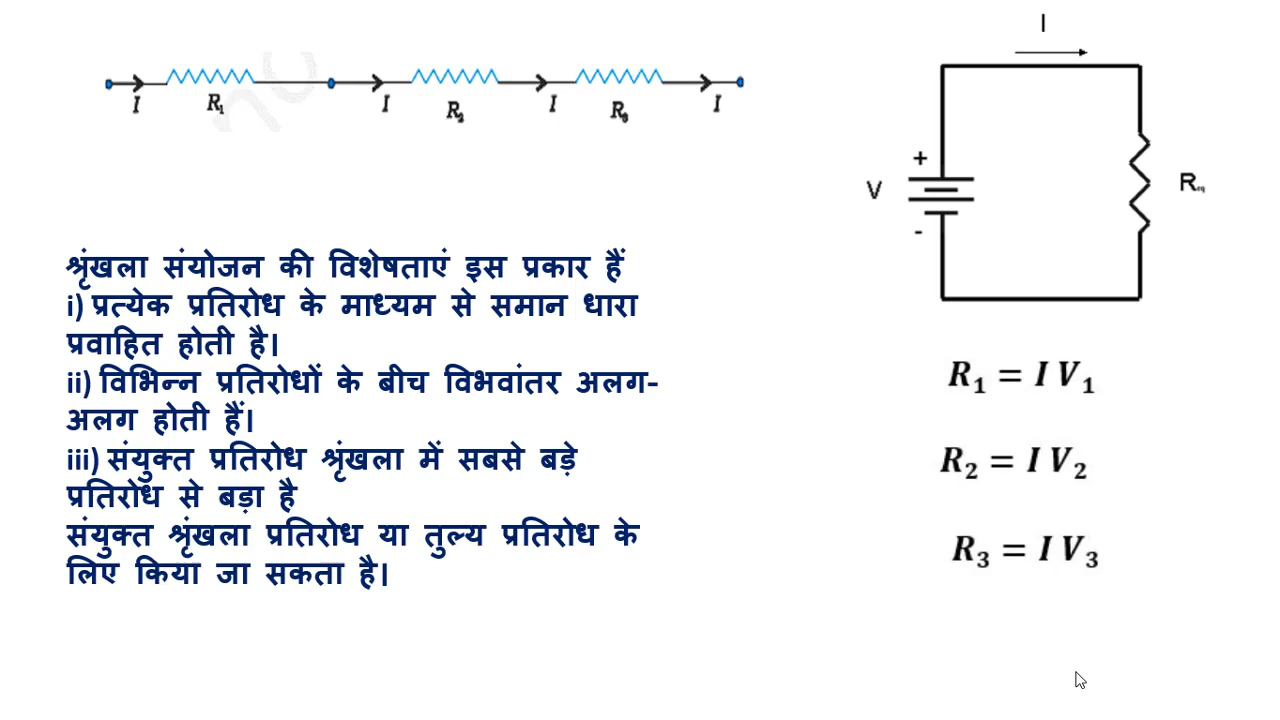 I
I R₁ I R₂ I R₃ I
+
V
-
R_eq
श्रृंखला संयोजन की विशेषताएं इस प्रकार हैं
i) प्रत्येक प्रतिरोध के माध्यम से समान धारा
प्रवाहित होती है।
ii) विभिन्न प्रतिरोधों के बीच विभवांतर अलग-
अलग होती हैं।
iii) संयुक्त प्रतिरोध श्रृंखला में सबसे बड़े
प्रतिरोध से बड़ा है
संयुक्त श्रृंखला प्रतिरोध या तुल्य प्रतिरोध के
लिए किया जा सकता है।
R₁ = I V₁
R₂ = I V₂
R₃ = I V₃